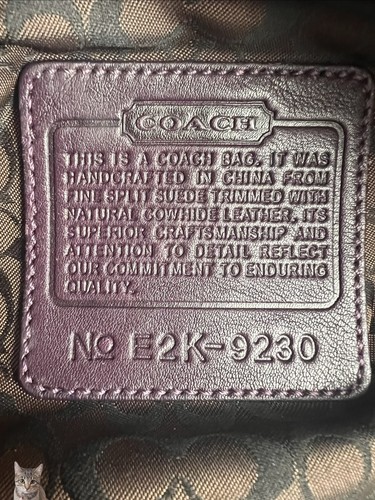 COACH
THIS IS A COACH BAG. IT WAS
HANDCRAFTED IN CHINA FROM
FINE SPLIT SUEDE TRIMMED WITH
NATURAL COWHIDE LEATHER. ITS
SUPERIOR CRAFTSMANSHIP AND
ATTENTION TO DETAIL REFLECT
OUR COMMITMENT TO ENDURING
QUALITY.
No E2K-9230